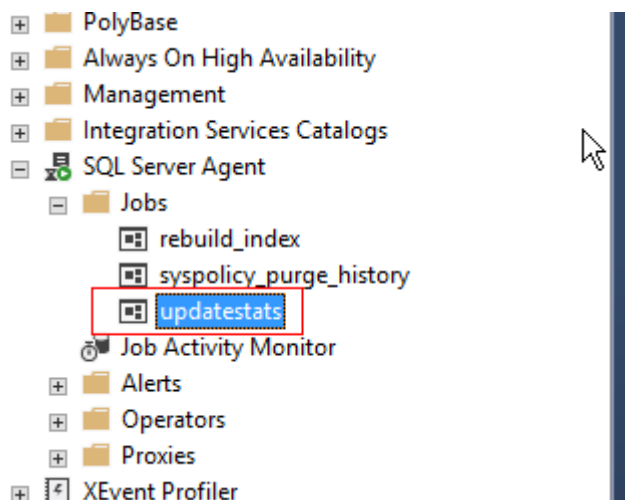 PolyBase
Always On High Availability
Management
Integration Services Catalogs
SQL Server Agent
Jobs
rebuild_index
syspolicy_purge_history
updatestats
Job Activity Monitor
Alerts
Operators
Proxies
XEvent Profiler